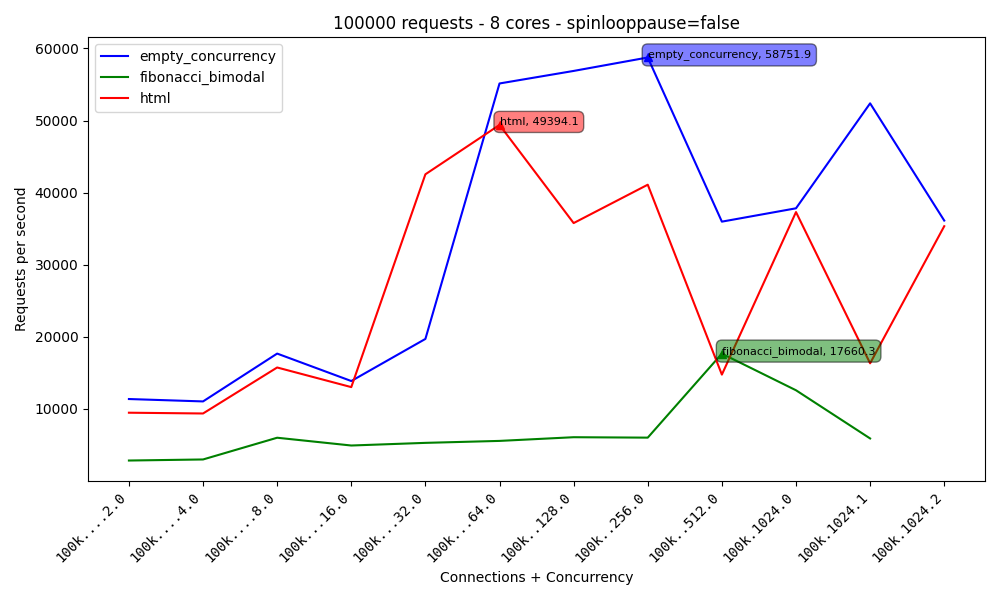 100000 requests - 8 cores - spinlooppause=false
empty_concurrency
fibonacci_bimodal
html
empty_concurrency, 58751.9
html, 49394.1
fibonacci_bimodal, 17660.3
Requests per second
60000
50000
40000
30000
20000
10000
100k....2.0
100k....4.0
100k....8.0
100k...16.0
100k...32.0
100k...64.0
100k..128.0
100k..256.0
100k..512.0
100k.1024.0
100k.1024.1
100k.1024.2
Connections + Concurrency